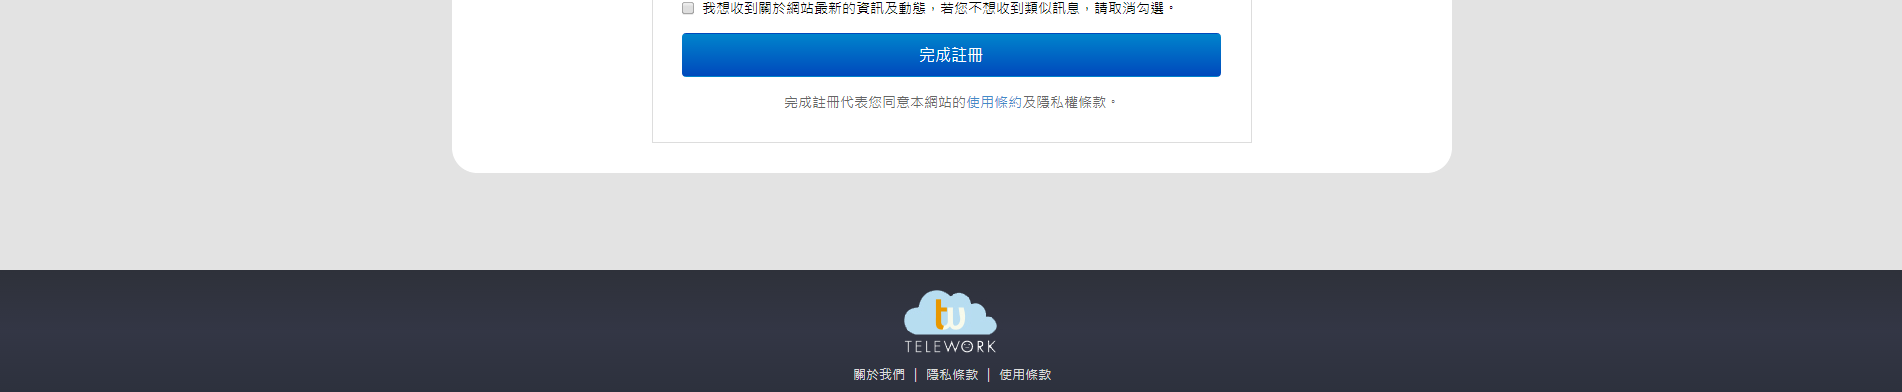 我想收到關於網站最新的資訊及動態，若您不想收到類似訊息，請取消勾選。
完成註冊
完成註冊代表您同意本網站的使用條約及隱私權條款。
tw
TELEWORK
關於我們 | 隱私條款 | 使用條款